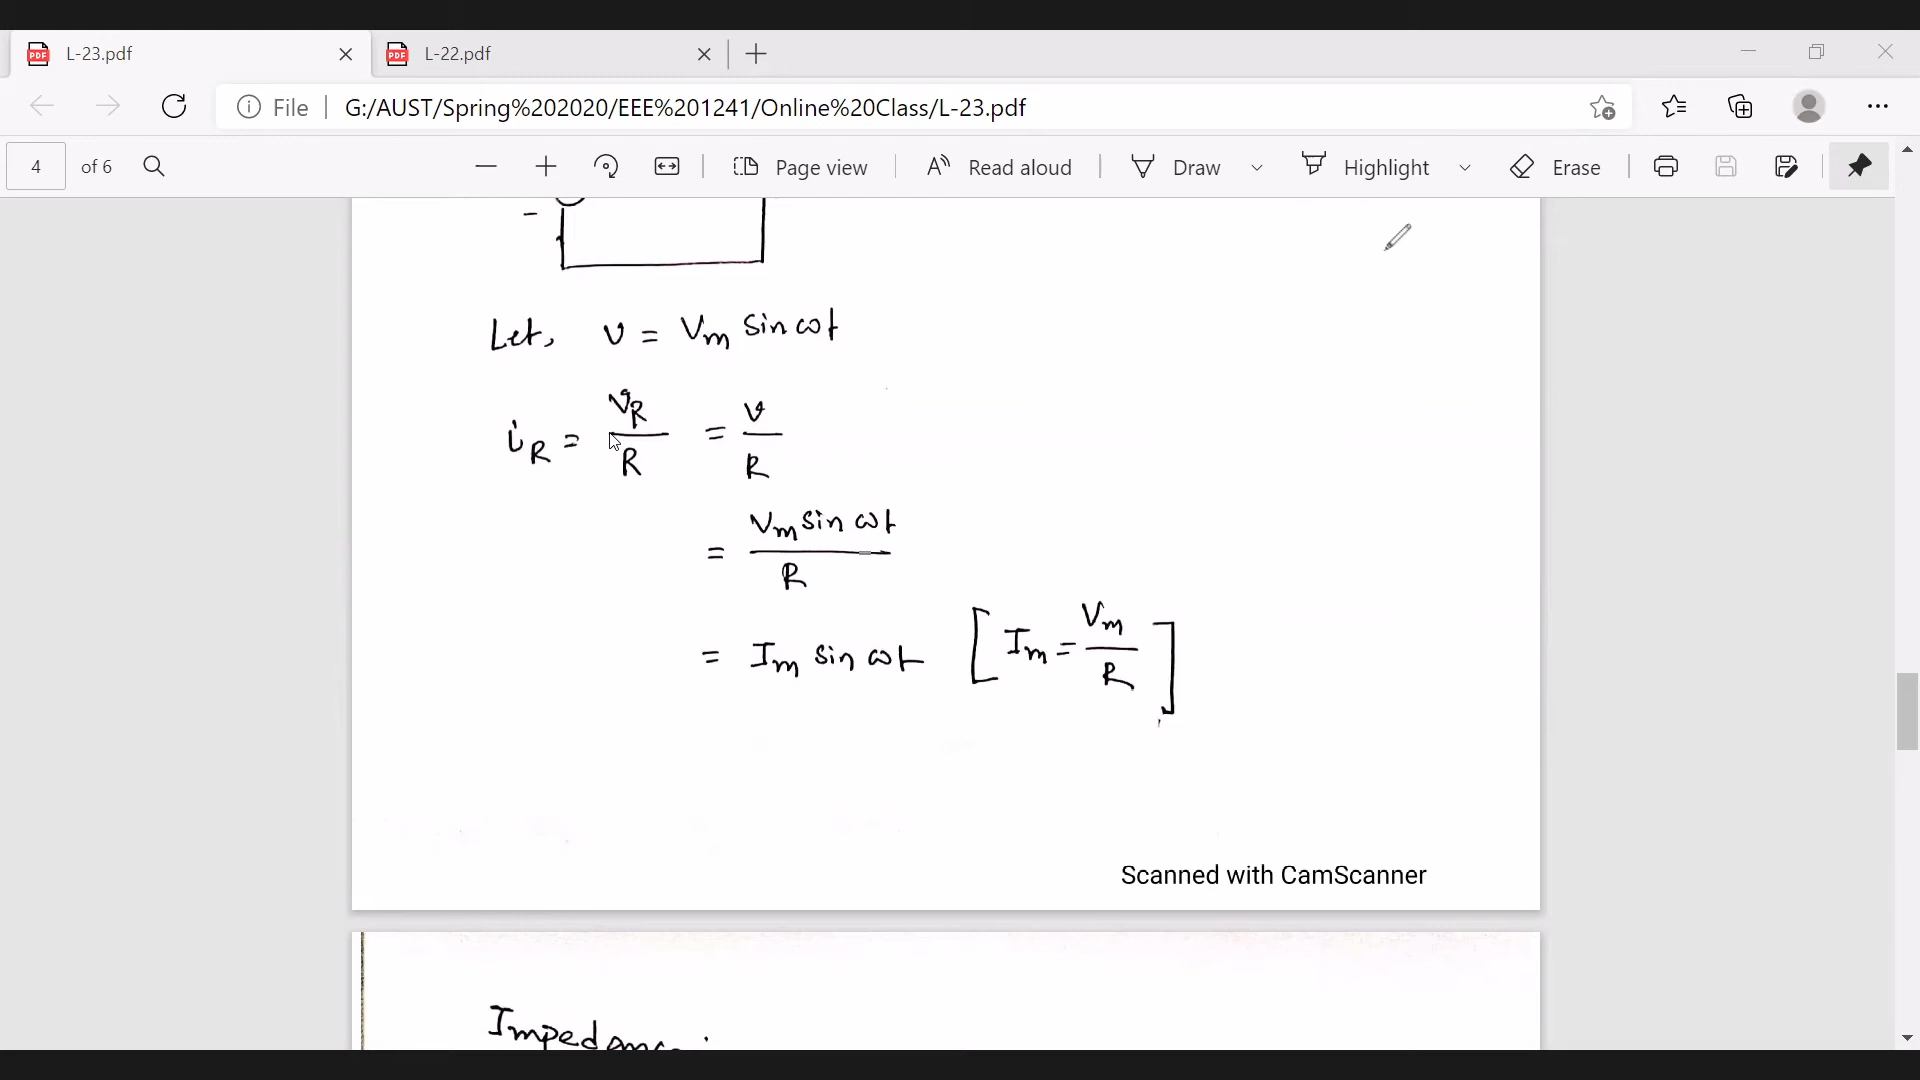 L-23.pdf
L-22.pdf
File | G:/AUST/Spring%202020/EEE%201241/Online%20Class/L-23.pdf
4 of 6
Page view
Read aloud
Draw
Highlight
Erase
-
Let, v = Vm sin ωt
iR = vR/R = v/R
= Vm sin ωt / R
= Im sin ωt [Im = Vm/R]
Scanned with CamScanner
Impedance :